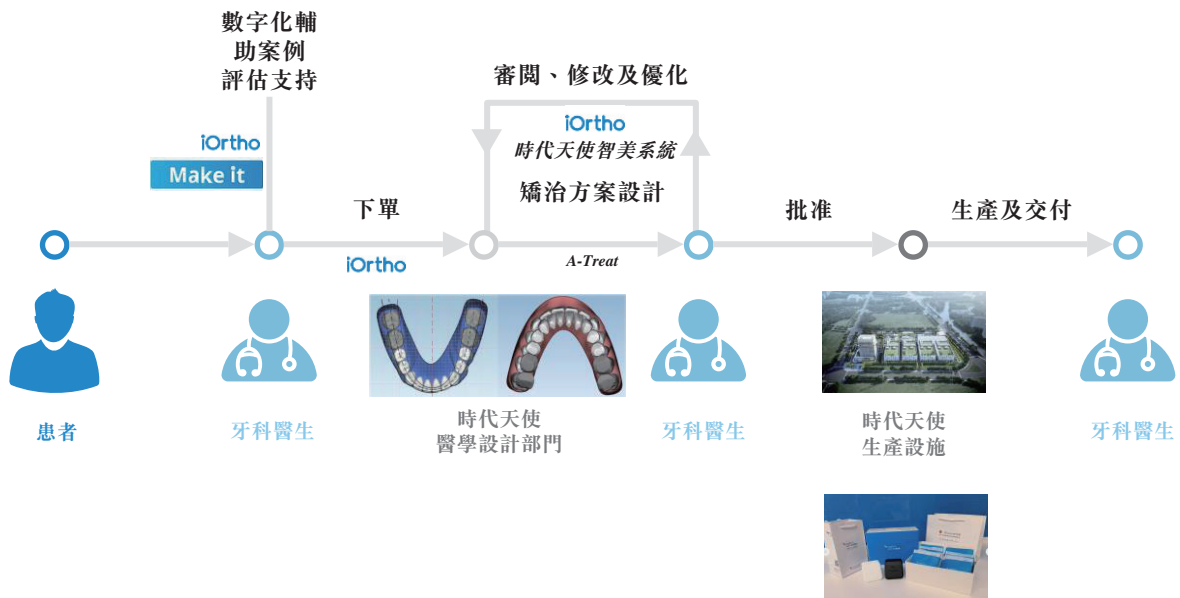 數字化輔
助案例
評估支持
iOrtho
Make it
審閱、修改及優化
iOrtho
時代天使智美系統
矯治方案設計
下單
iOrtho
A-Treat
批准
生產及交付
患者
牙科醫生
時代天使
醫學設計部門
牙科醫生
時代天使
生產設施
牙科醫生